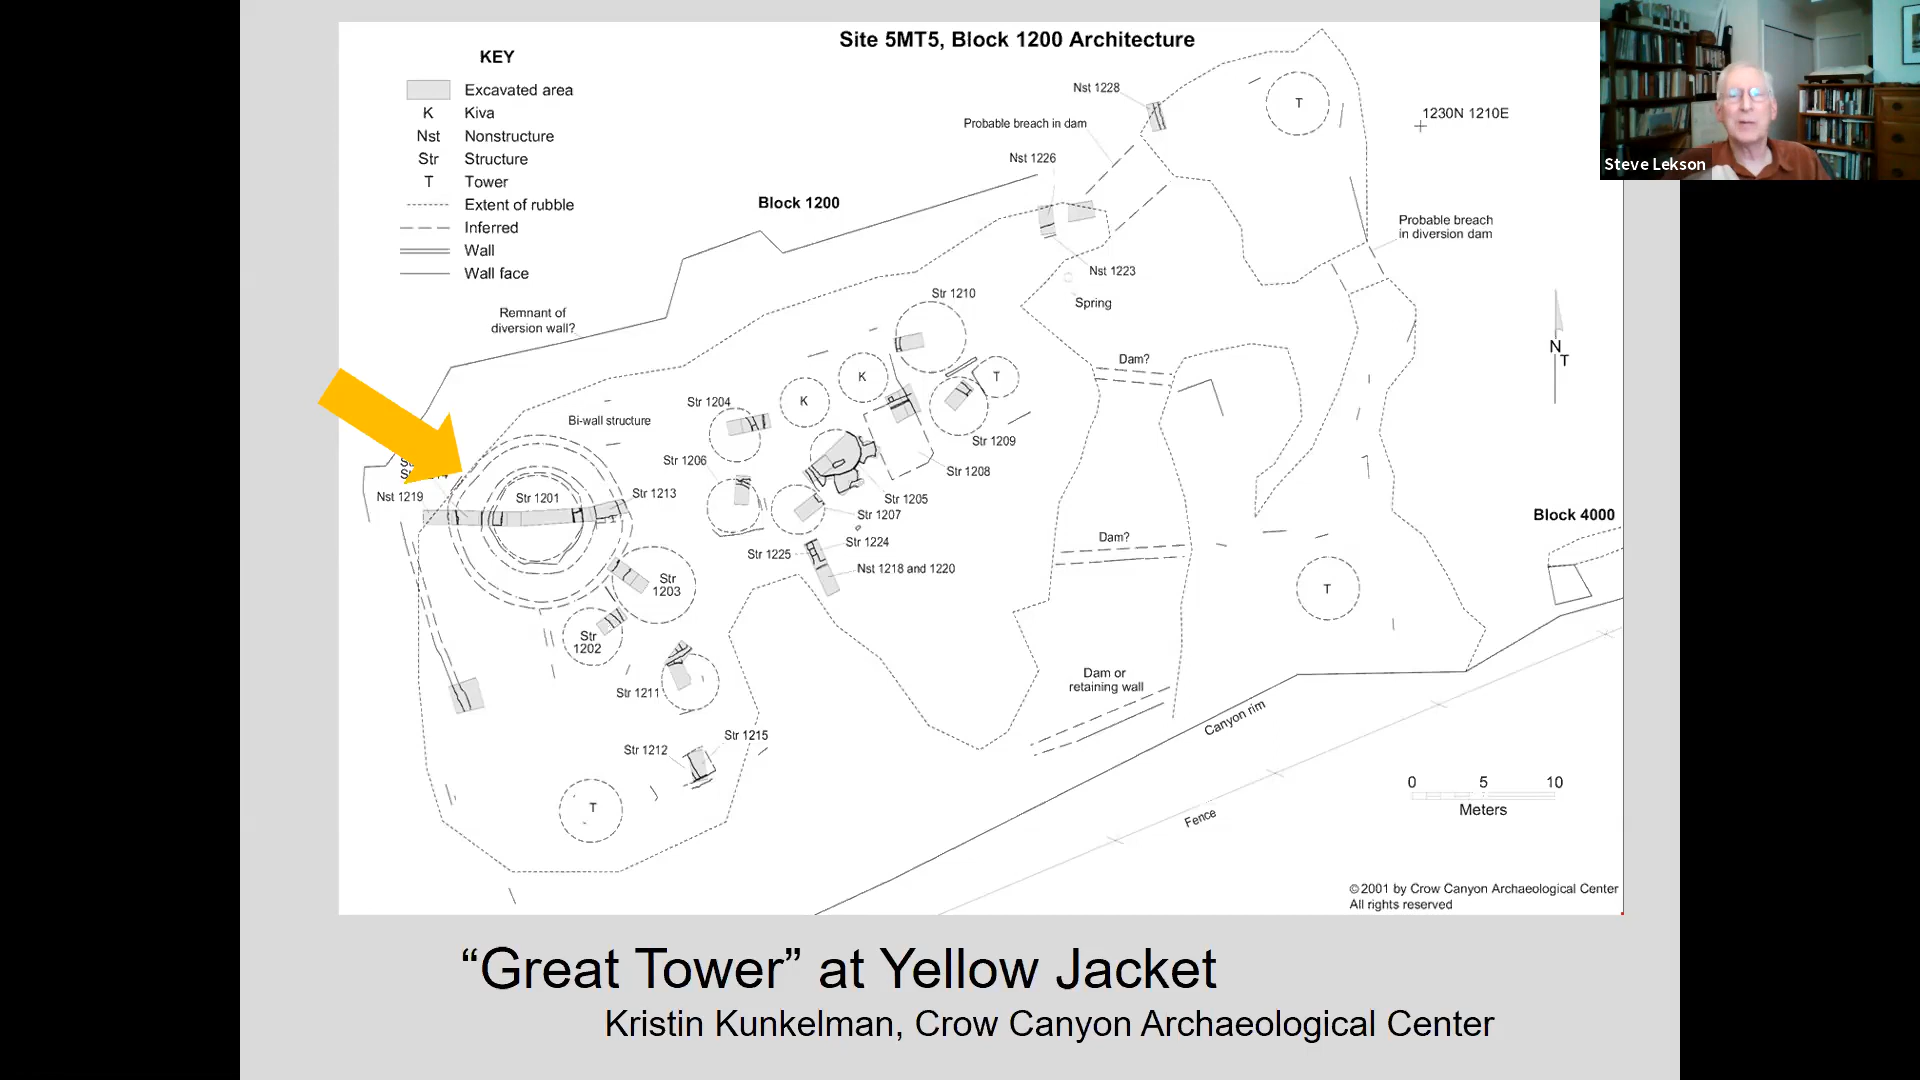 Site 5MT5, Block 1200 Architecture
KEY
Excavated area
K Kiva
Nst Nonstructure
Str Structure
T Tower
Extent of rubble
Inferred
Wall
Wall face
Steve Lekson
Nst 1228
T
1230N 1210E
Probable breach in dam
Nst 1226
Block 1200
Probable breach
in diversion dam
Nst 1223
Spring
Str 1210
Remnant of
diversion wall?
N
T
Dam?
K
T
K
Str 1204
Bi-wall structure
Str 1209
Str 1206
Str 1208
Nst 1219
Str 1201
Str 1213
Str 1205
Str 1207
Block 4000
Dam?
Str 1224
Str 1225
Nst 1218 and 1220
Str
1203
T
Str
1202
Dam or
retaining wall
Str 1211
Canyon rim
Str 1215
Str 1212
0 5 10
Meters
T
Fence
©2001 by Crow Canyon Archaeological Center
All rights reserved
“Great Tower” at Yellow Jacket
Kristin Kunkelman, Crow Canyon Archaeological Center